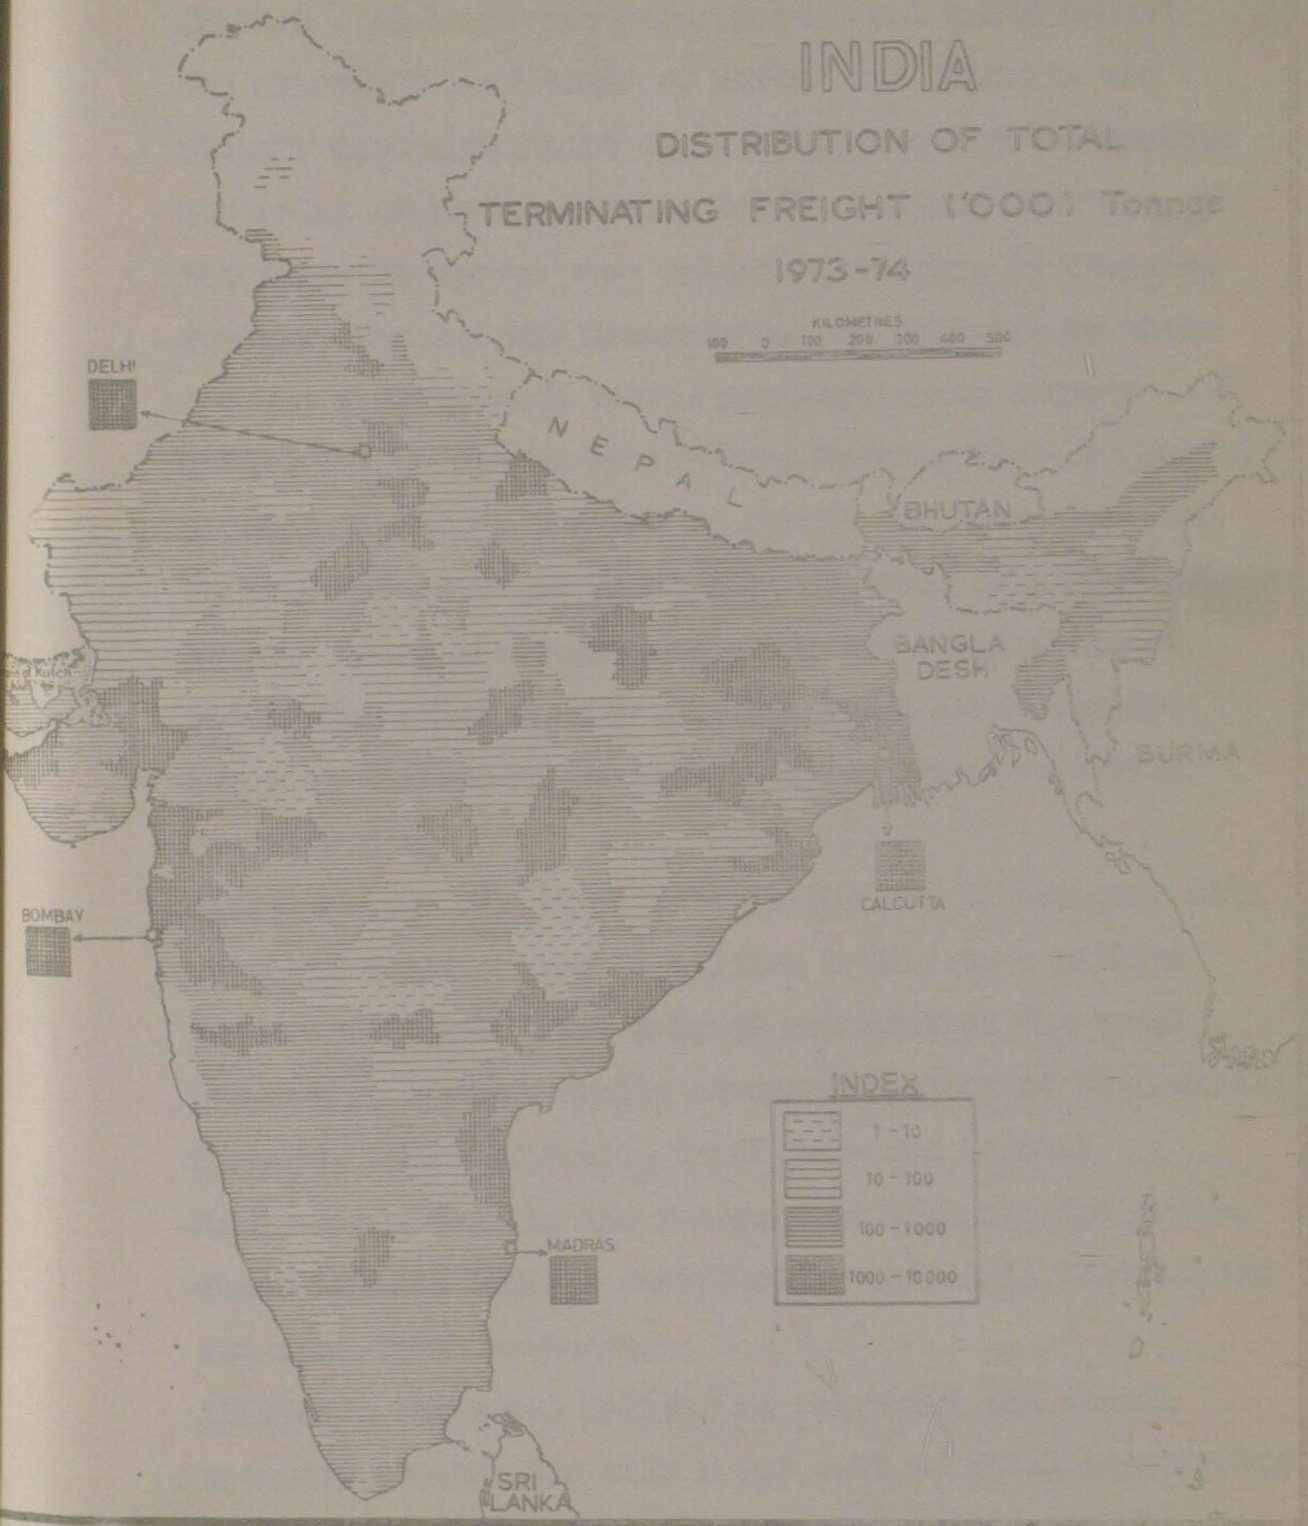 INDIA
DISTRIBUTION OF TOTAL
TERMINATING FREIGHT ('000) Tonnes
1973-74
KILOMETRES
100 0 100 200 300 400 500
DELHI
NEPAL
BHUTAN
BANGLA
DESH
Kutch
BURMA
CALCUTTA
BOMBAY
INDEX
1-10
10-100
100-1000
1000-10000
MADRAS
SRI
LANKA